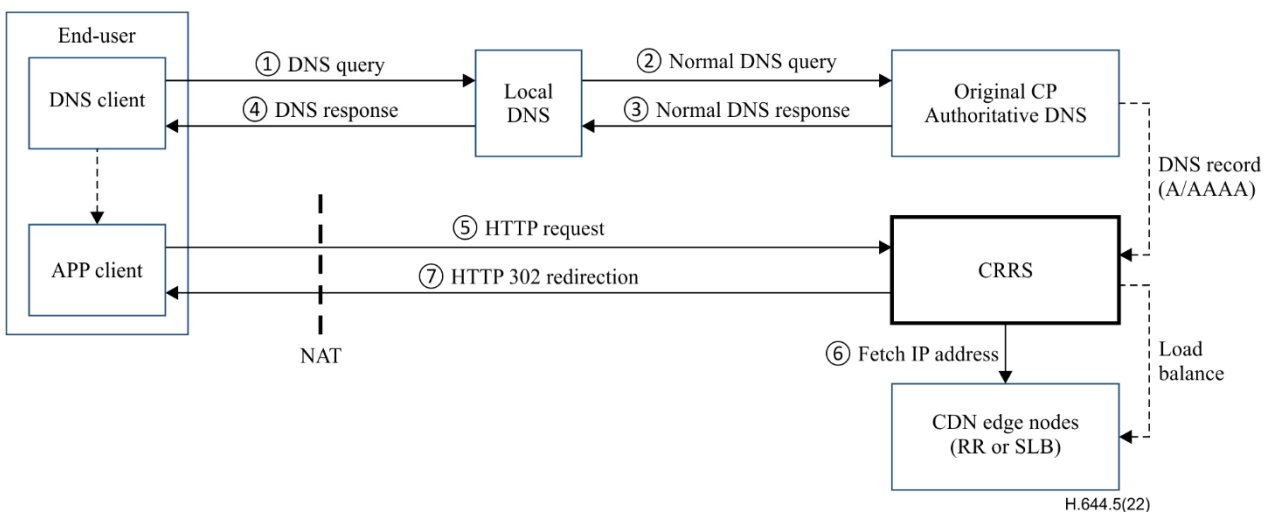 End-user
DNS client
① DNS query
④ DNS response
Local
DNS
② Normal DNS query
③ Normal DNS response
Original CP
Authoritative DNS
DNS record
(A/AAAA)
APP client
⑤ HTTP request
⑦ HTTP 302 redirection
NAT
CRRS
⑥ Fetch IP address
Load
balance
CDN edge nodes
(RR or SLB)
H.644.5(22)